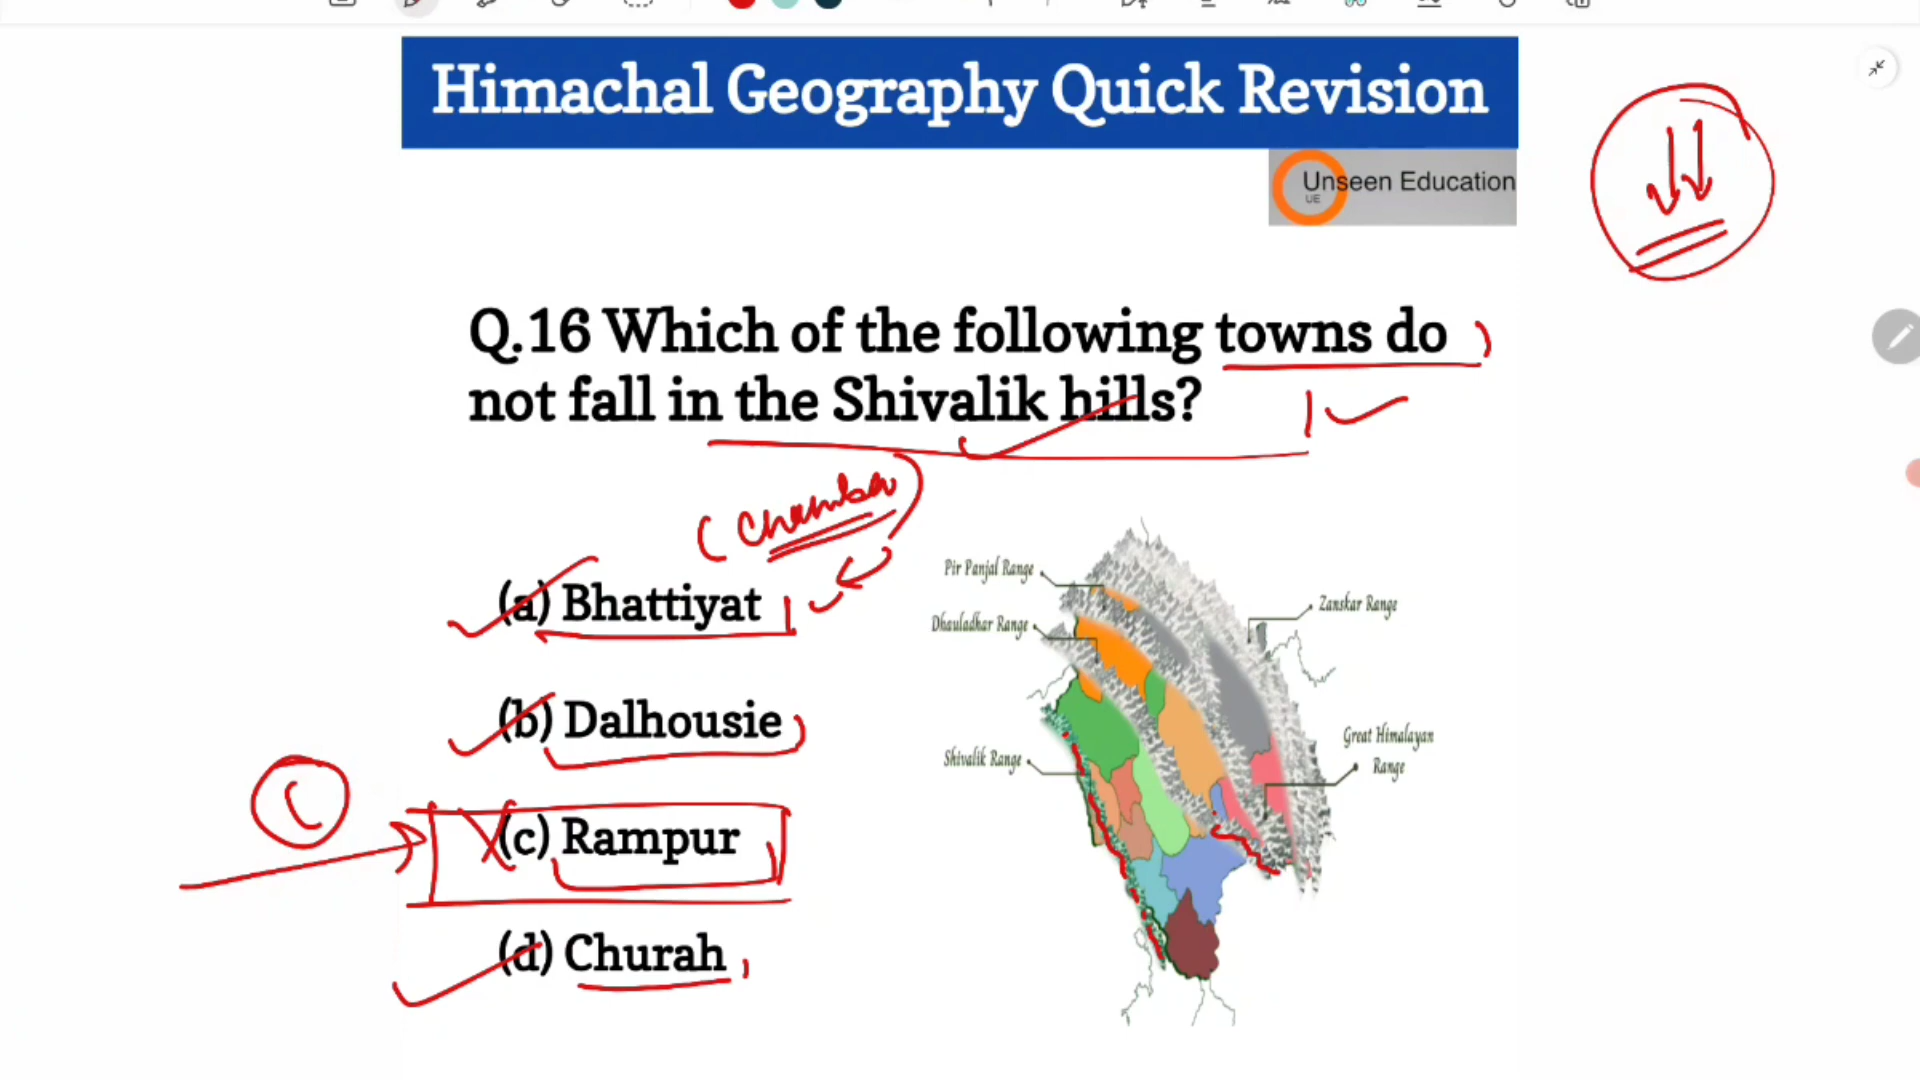 Himachal Geography Quick Revision
Unseen Education
UE
Q.16 Which of the following towns do
not fall in the Shivalik hills?
(Chamba)
(a) Bhattiyat
(b) Dalhousie
(c) Rampur
(d) Churah
Pir Panjal Range
Dhauladhar Range
Shivalik Range
Zanskar Range
Great Himalayan
Range